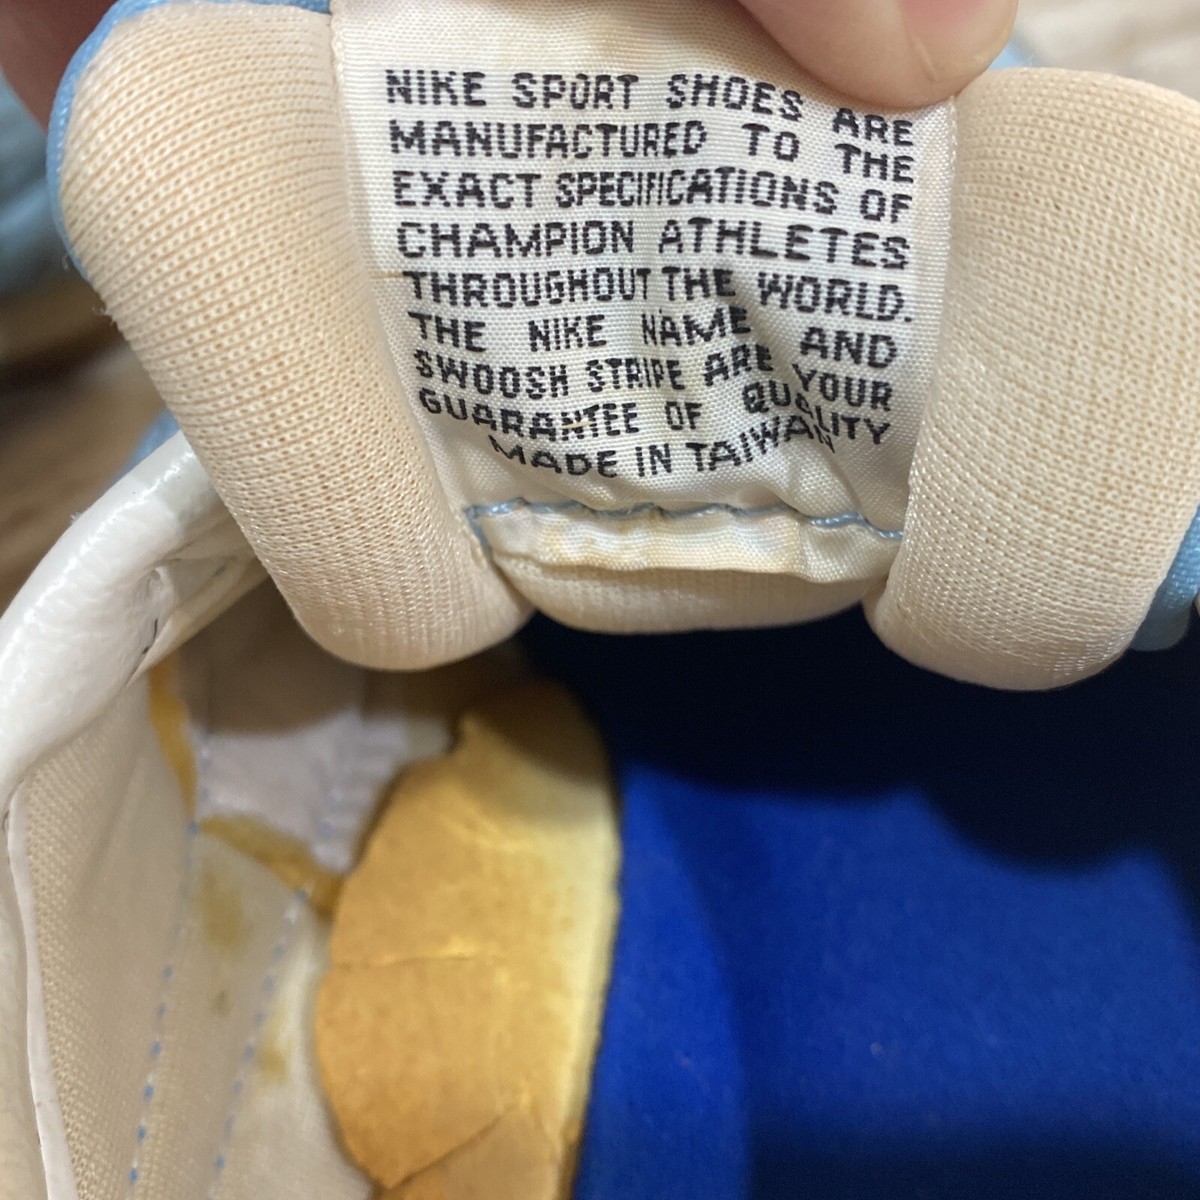 NIKE SPORT SHOES ARE
MANUFACTURED TO THE
EXACT SPECIFICATIONS OF
CHAMPION ATHLETES
THROUGHOUT THE WORLD.
THE NIKE NAME AND
SWOOSH STRIPE ARE YOUR
GUARANTEE OF QUALITY
MADE IN TAIWAN